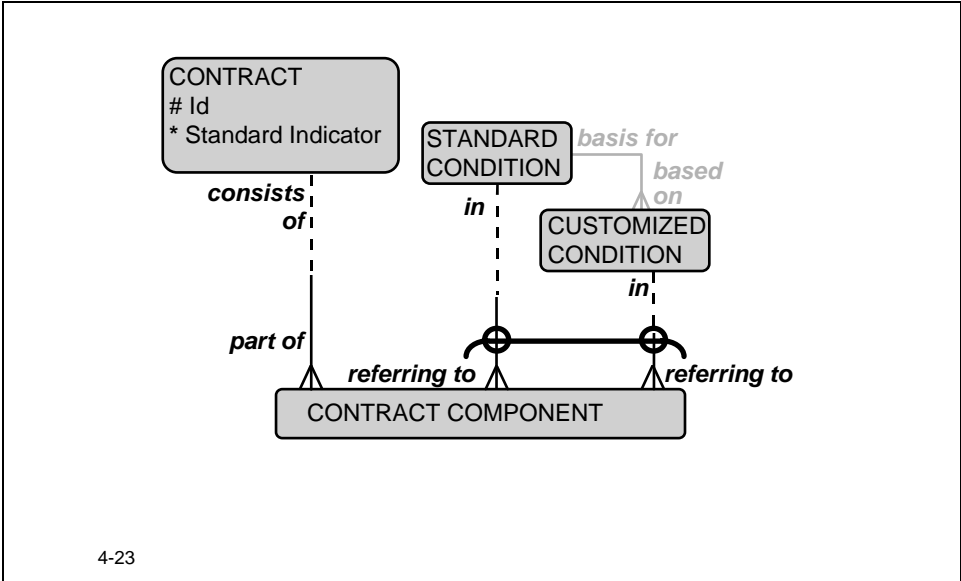 CONTRACT
# Id
* Standard Indicator
STANDARD
CONDITION
basis for
based
on
consists
of
in
CUSTOMIZED
CONDITION
in
part of
referring to
referring to
CONTRACT COMPONENT
4-23